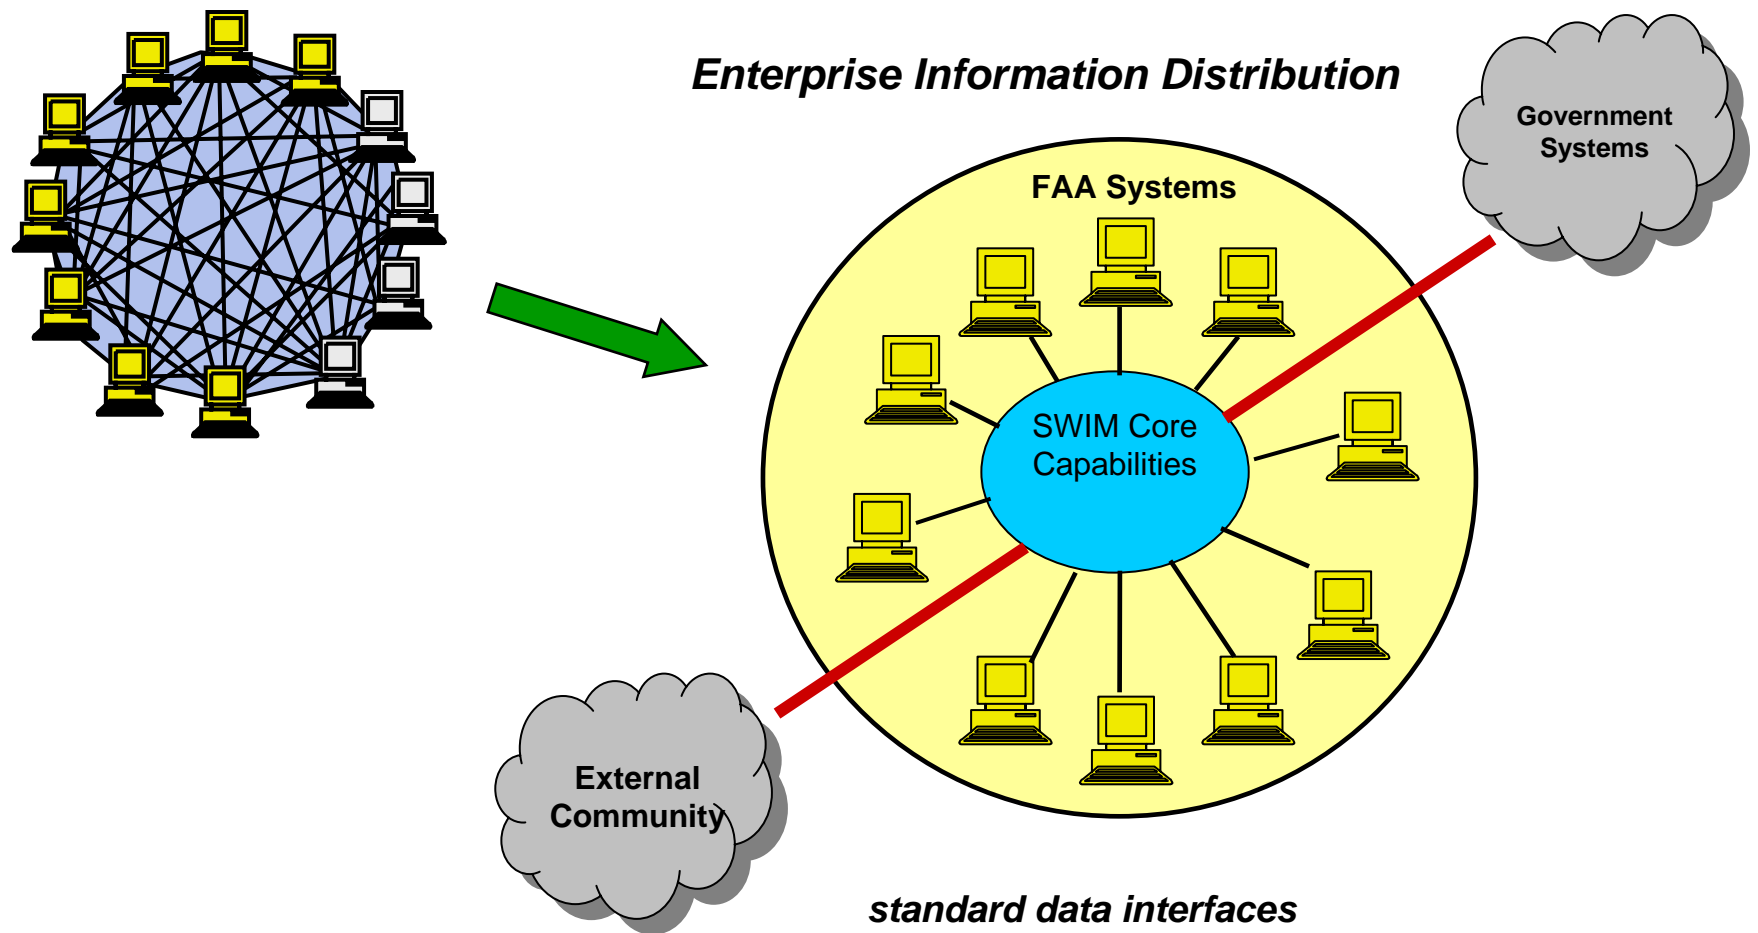 Enterprise Information Distribution
Government
Systems
FAA Systems
SWIM Core
Capabilities
External
Community
standard data interfaces